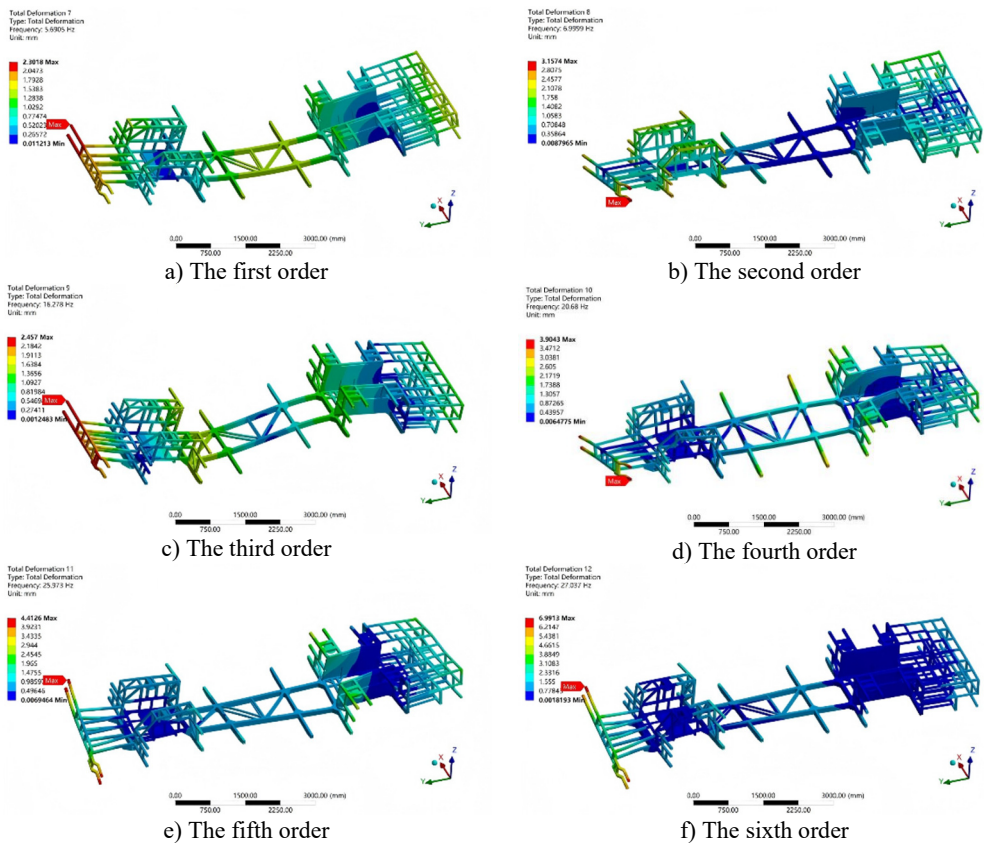 Total Deformation 7
Type: Total Deformation
Frequency: 5.6905 Hz
Unit: mm
2.3018 Max
2.0473
1.7928
1.5383
1.2838
1.0292
0.77474
0.52023
0.26572
0.011213 Min
Max
X
Y
Z
0.00 1500.00 3000.00 (mm)
750.00 2250.00
a) The first order
Total Deformation 8
Type: Total Deformation
Frequency: 6.9999 Hz
Unit: mm
3.1574 Max
2.8075
2.4577
2.1078
1.758
1.4082
1.0583
0.70848
0.35864
0.0087965 Min
Max
X
Y
Z
0.00 1500.00 3000.00 (mm)
750.00 2250.00
b) The second order
Total Deformation 9
Type: Total Deformation
Frequency: 16.278 Hz
Unit: mm
2.457 Max
2.1842
1.9113
1.6384
1.3656
1.0927
0.81984
0.5469
0.27411
0.0012483 Min
Max
X
Y
Z
0.00 1500.00 3000.00 (mm)
750.00 2250.00
c) The third order
Total Deformation 10
Type: Total Deformation
Frequency: 20.68 Hz
Unit: mm
3.9043 Max
3.4712
3.0381
2.605
2.1719
1.7388
1.3057
0.87265
0.43957
0.0064775 Min
Max
X
Y
Z
0.00 1500.00 3000.00 (mm)
750.00 2250.00
d) The fourth order
Total Deformation 11
Type: Total Deformation
Frequency: 25.973 Hz
Unit: mm
4.4126 Max
3.9231
3.4335
2.944
2.4545
1.965
1.4755
0.98597
0.49646
0.0069464 Min
Max
X
Y
Z
0.00 1500.00 3000.00 (mm)
750.00 2250.00
e) The fifth order
Total Deformation 12
Type: Total Deformation
Frequency: 27.037 Hz
Unit: mm
6.9913 Max
6.2147
5.4381
4.6615
3.8849
3.1083
2.3316
1.555
0.7784
0.0018193 Min
Max
X
Y
Z
0.00 1500.00 3000.00 (mm)
750.00 2250.00
f) The sixth order